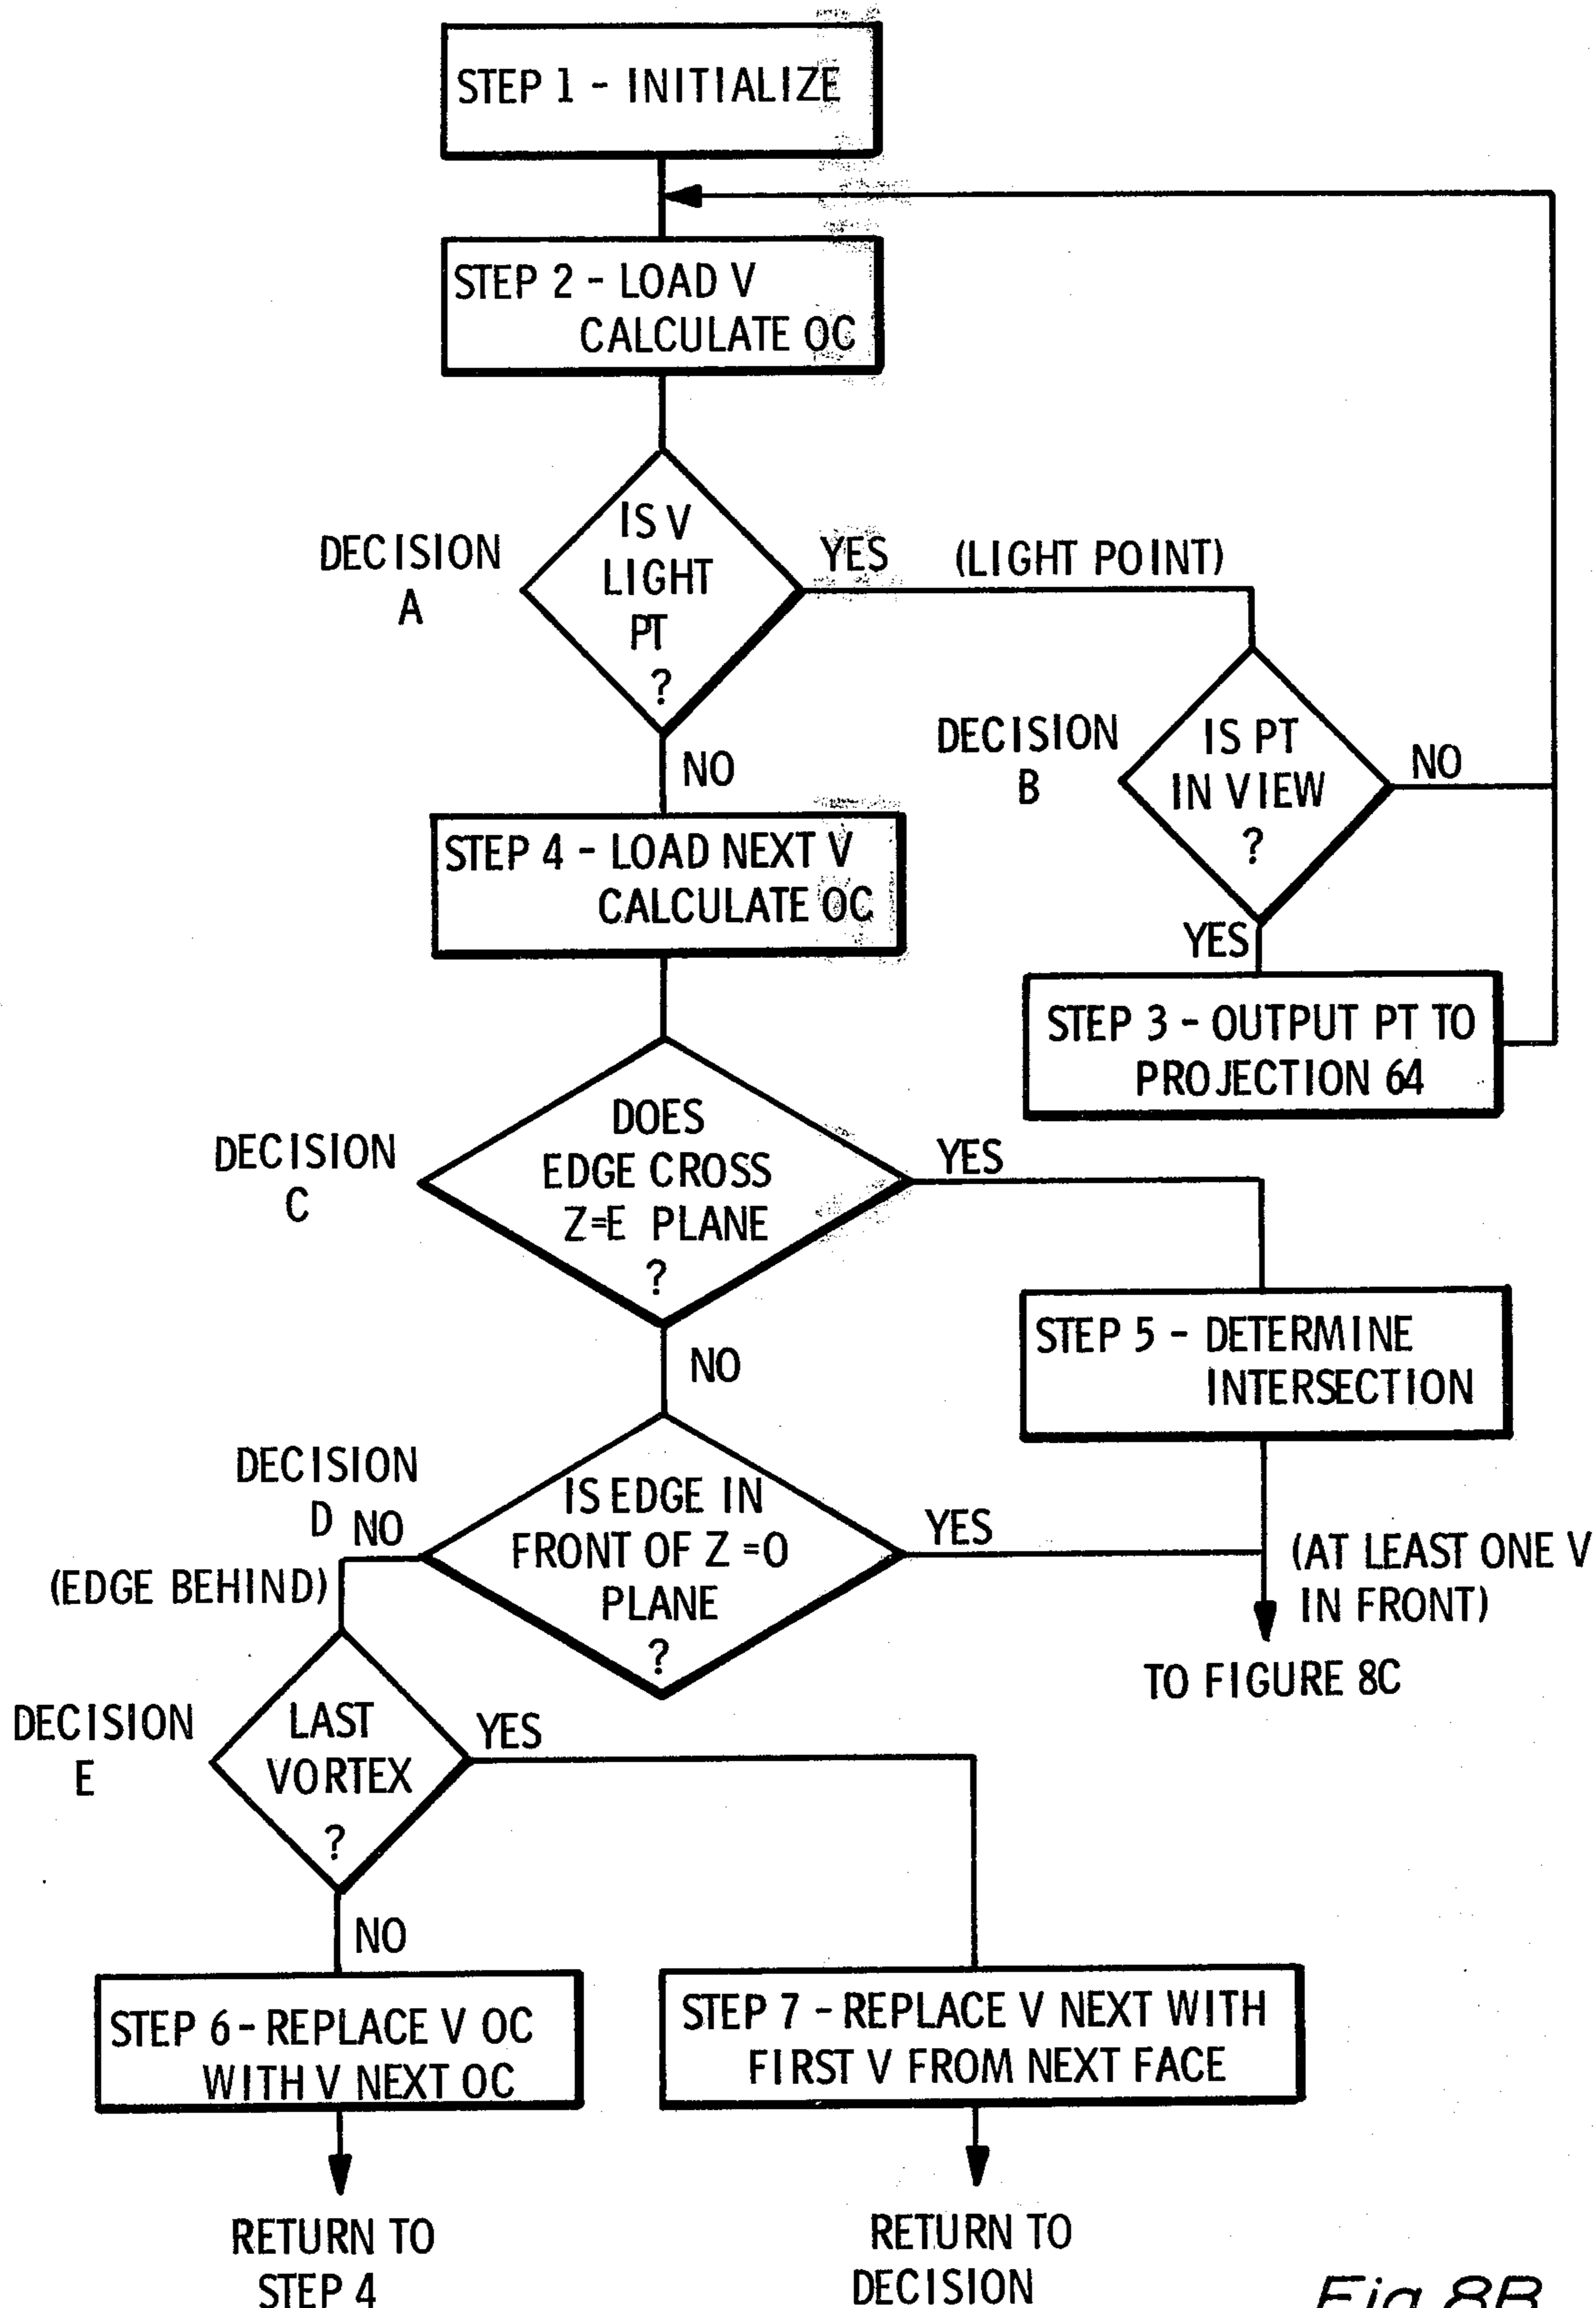 STEP 1 - INITIALIZE
STEP 2 - LOAD V
CALCULATE OC
DECISION
A
IS V
LIGHT
PT
?
YES (LIGHT POINT)
NO
DECISION
B
IS PT
IN VIEW
?
NO
YES
STEP 3 - OUTPUT PT TO
PROJECTION 64
STEP 4 - LOAD NEXT V
CALCULATE OC
DECISION
C
DOES
EDGE CROSS
Z=E PLANE
?
YES
NO
STEP 5 - DETERMINE
INTERSECTION
DECISION
D
IS EDGE IN
FRONT OF Z =0
PLANE
?
YES
NO
(EDGE BEHIND)
(AT LEAST ONE V
IN FRONT)
TO FIGURE 8C
DECISION
E
LAST
VORTEX
?
YES
NO
STEP 6 - REPLACE V OC
WITH V NEXT OC
STEP 7 - REPLACE V NEXT WITH
FIRST V FROM NEXT FACE
RETURN TO
STEP 4
RETURN TO
DECISION
Fig 8B